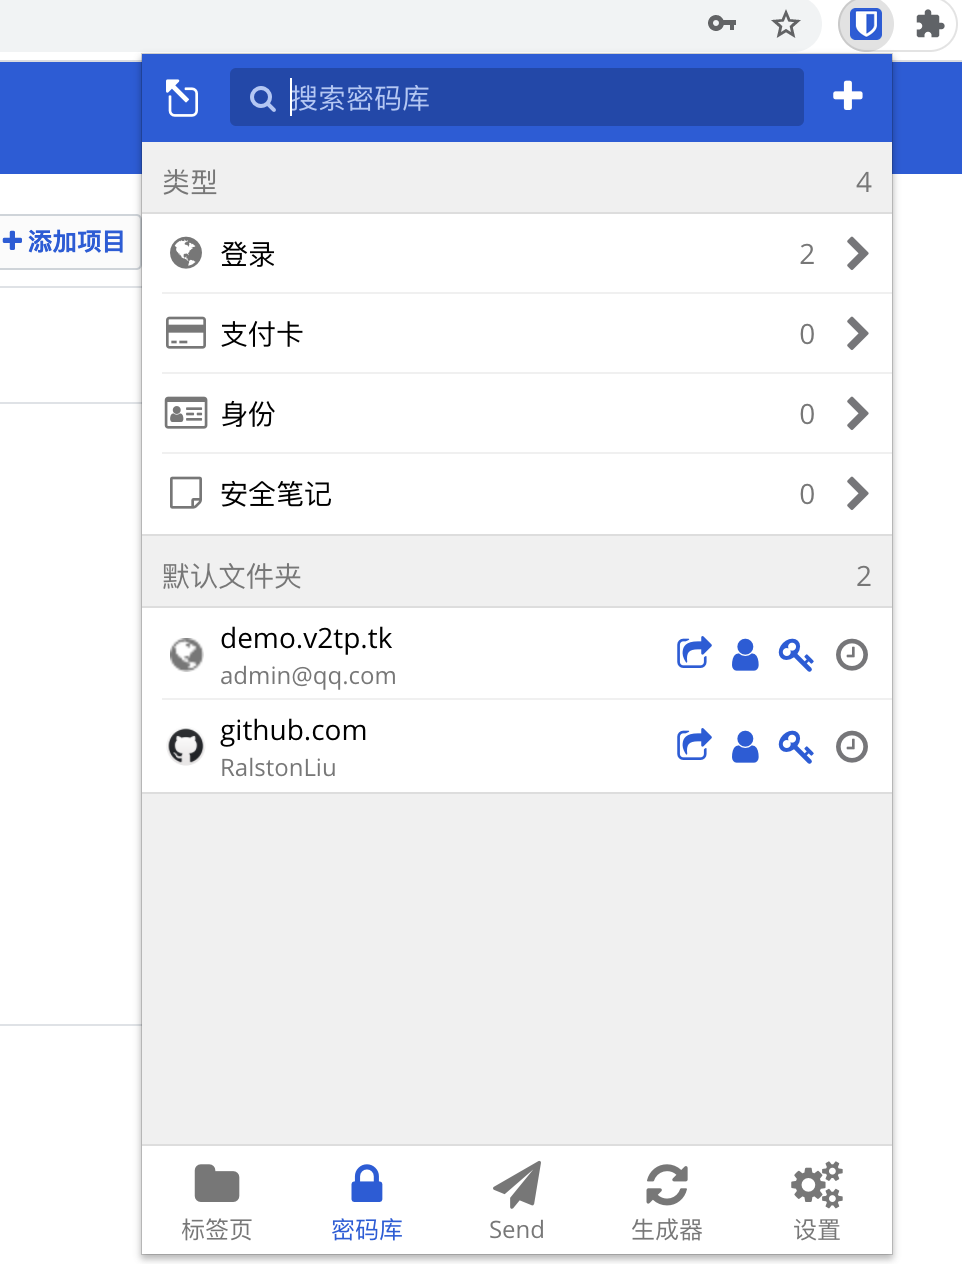 搜索密码库
类型 4
添加项目
登录 2
支付卡 0
身份 0
安全笔记 0
默认文件夹 2
demo.v2tp.tk
admin@qq.com
github.com
RalstonLiu
标签页 密码库 Send 生成器 设置